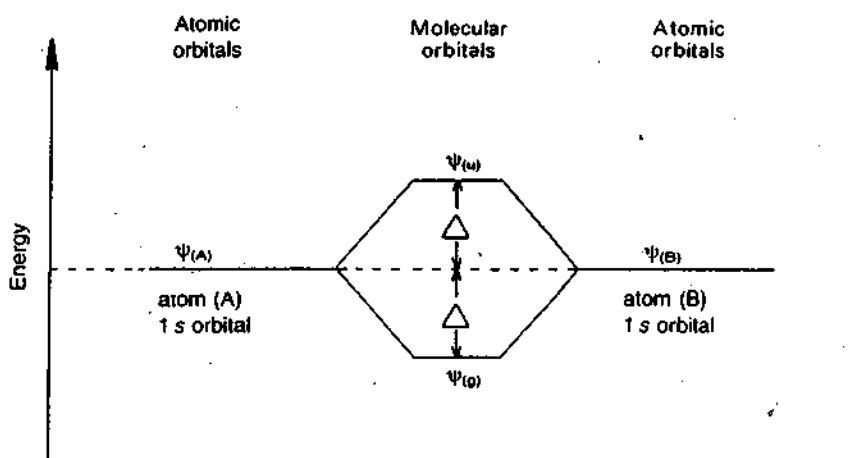 Atomic
orbitals
Molecular
orbitals
Atomic
orbitals
Energy
Ψ(u)
Δ
Ψ(A)
Ψ(B)
atom (A)
1 s orbital
Δ
atom (B)
1 s orbital
Ψ(g)